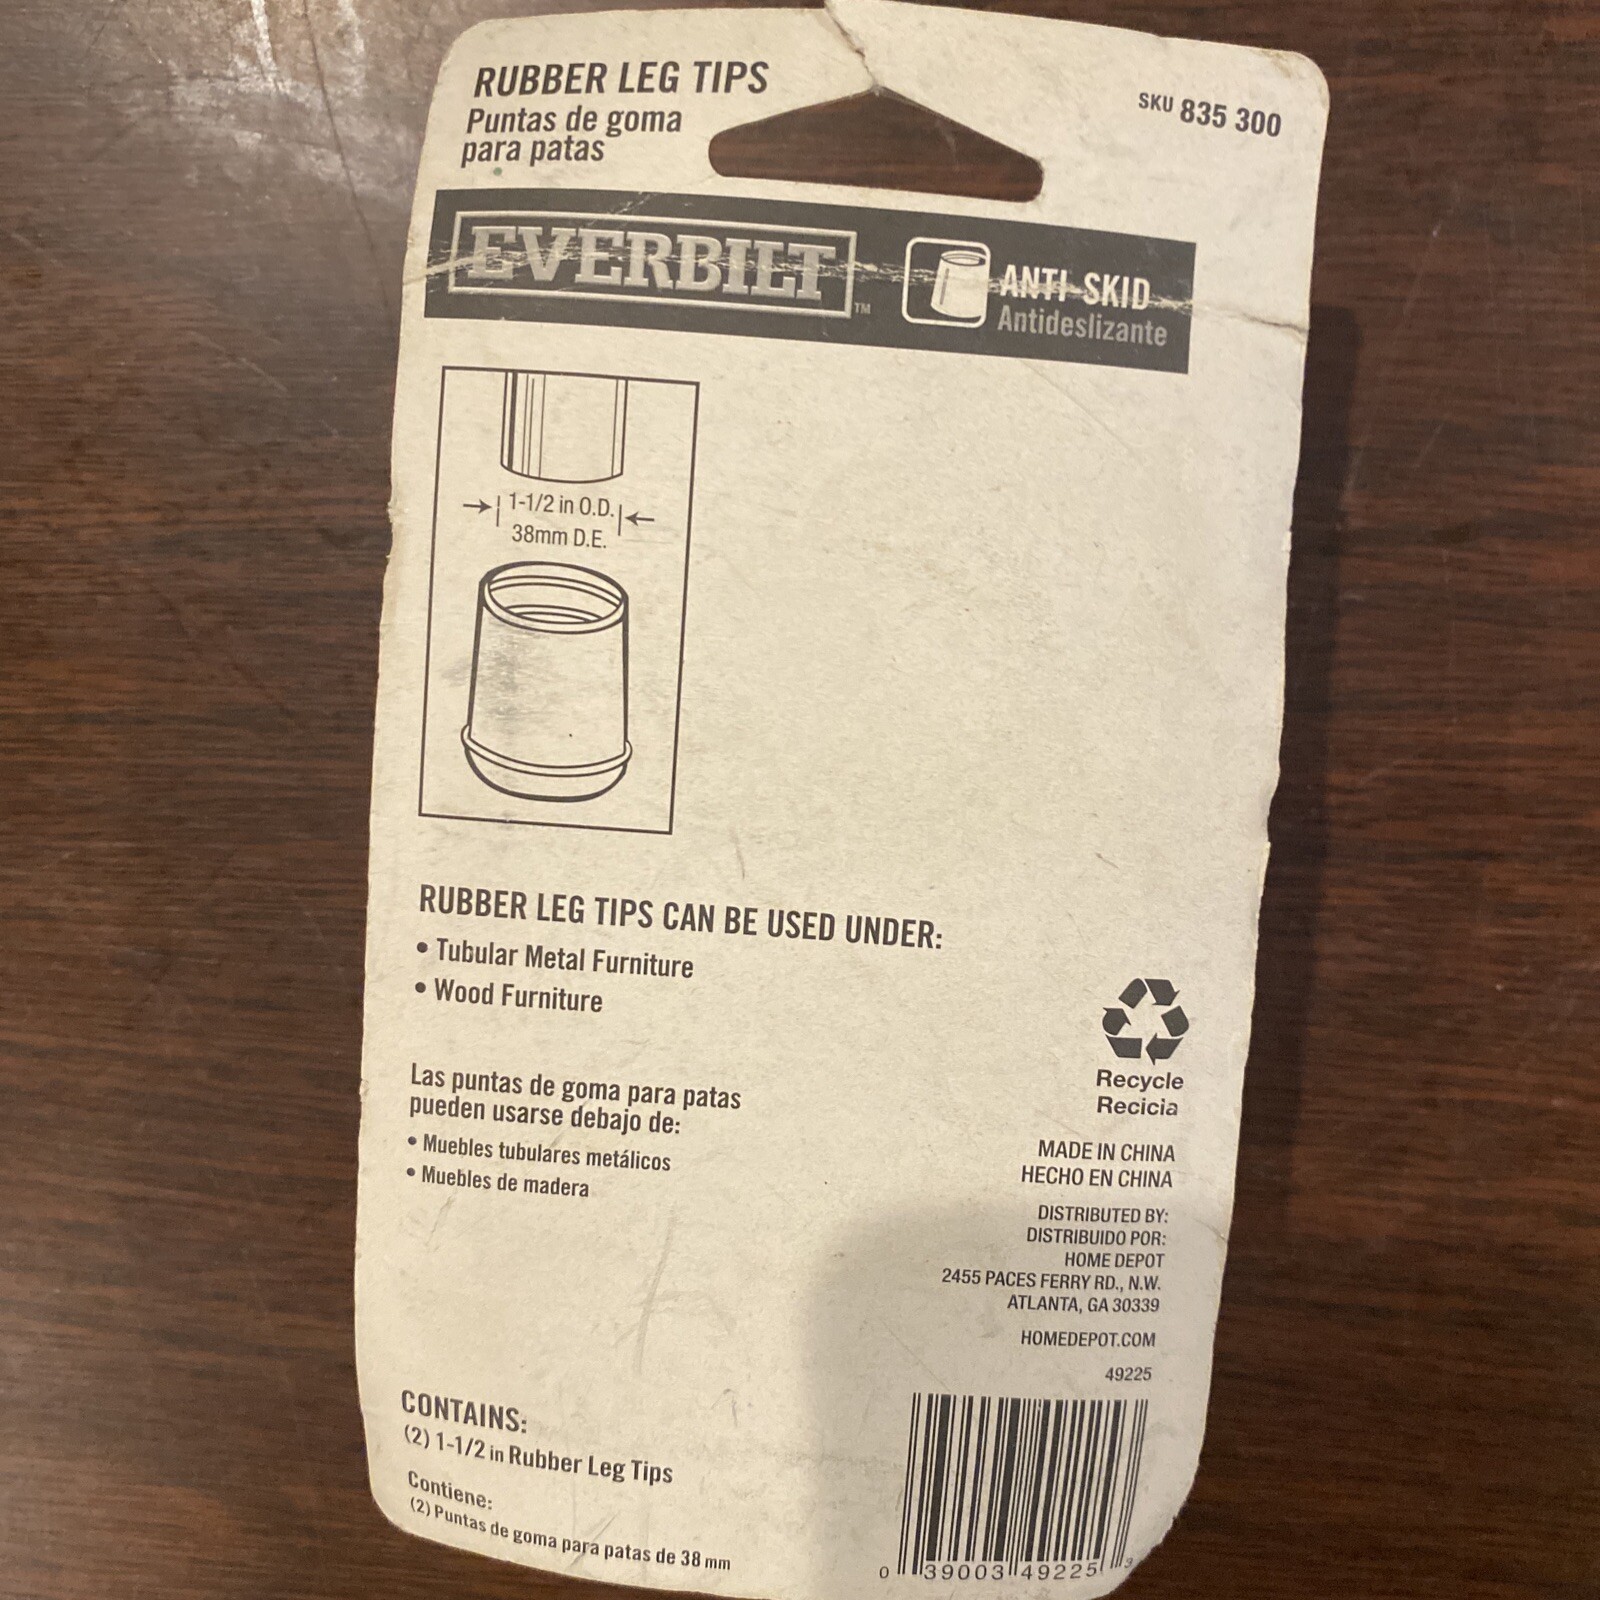 RUBBER LEG TIPS
Puntas de goma
para patas
SKU 835 300
EVERBILT™
ANTI-SKID
Antideslizante
1-1/2 in O.D.
38mm D.E.
RUBBER LEG TIPS CAN BE USED UNDER:
• Tubular Metal Furniture
• Wood Furniture
Las puntas de goma para patas
pueden usarse debajo de:
• Muebles tubulares metálicos
• Muebles de madera
Recycle
Recicia
MADE IN CHINA
HECHO EN CHINA
DISTRIBUTED BY:
DISTRIBUIDO POR:
HOME DEPOT
2455 PACES FERRY RD., N.W.
ATLANTA, GA 30339
HOMEDEPOT.COM
49225
CONTAINS:
(2) 1-1/2 in Rubber Leg Tips
Contiene:
(2) Puntas de goma para patas de 38 mm
0 39003 49225 3